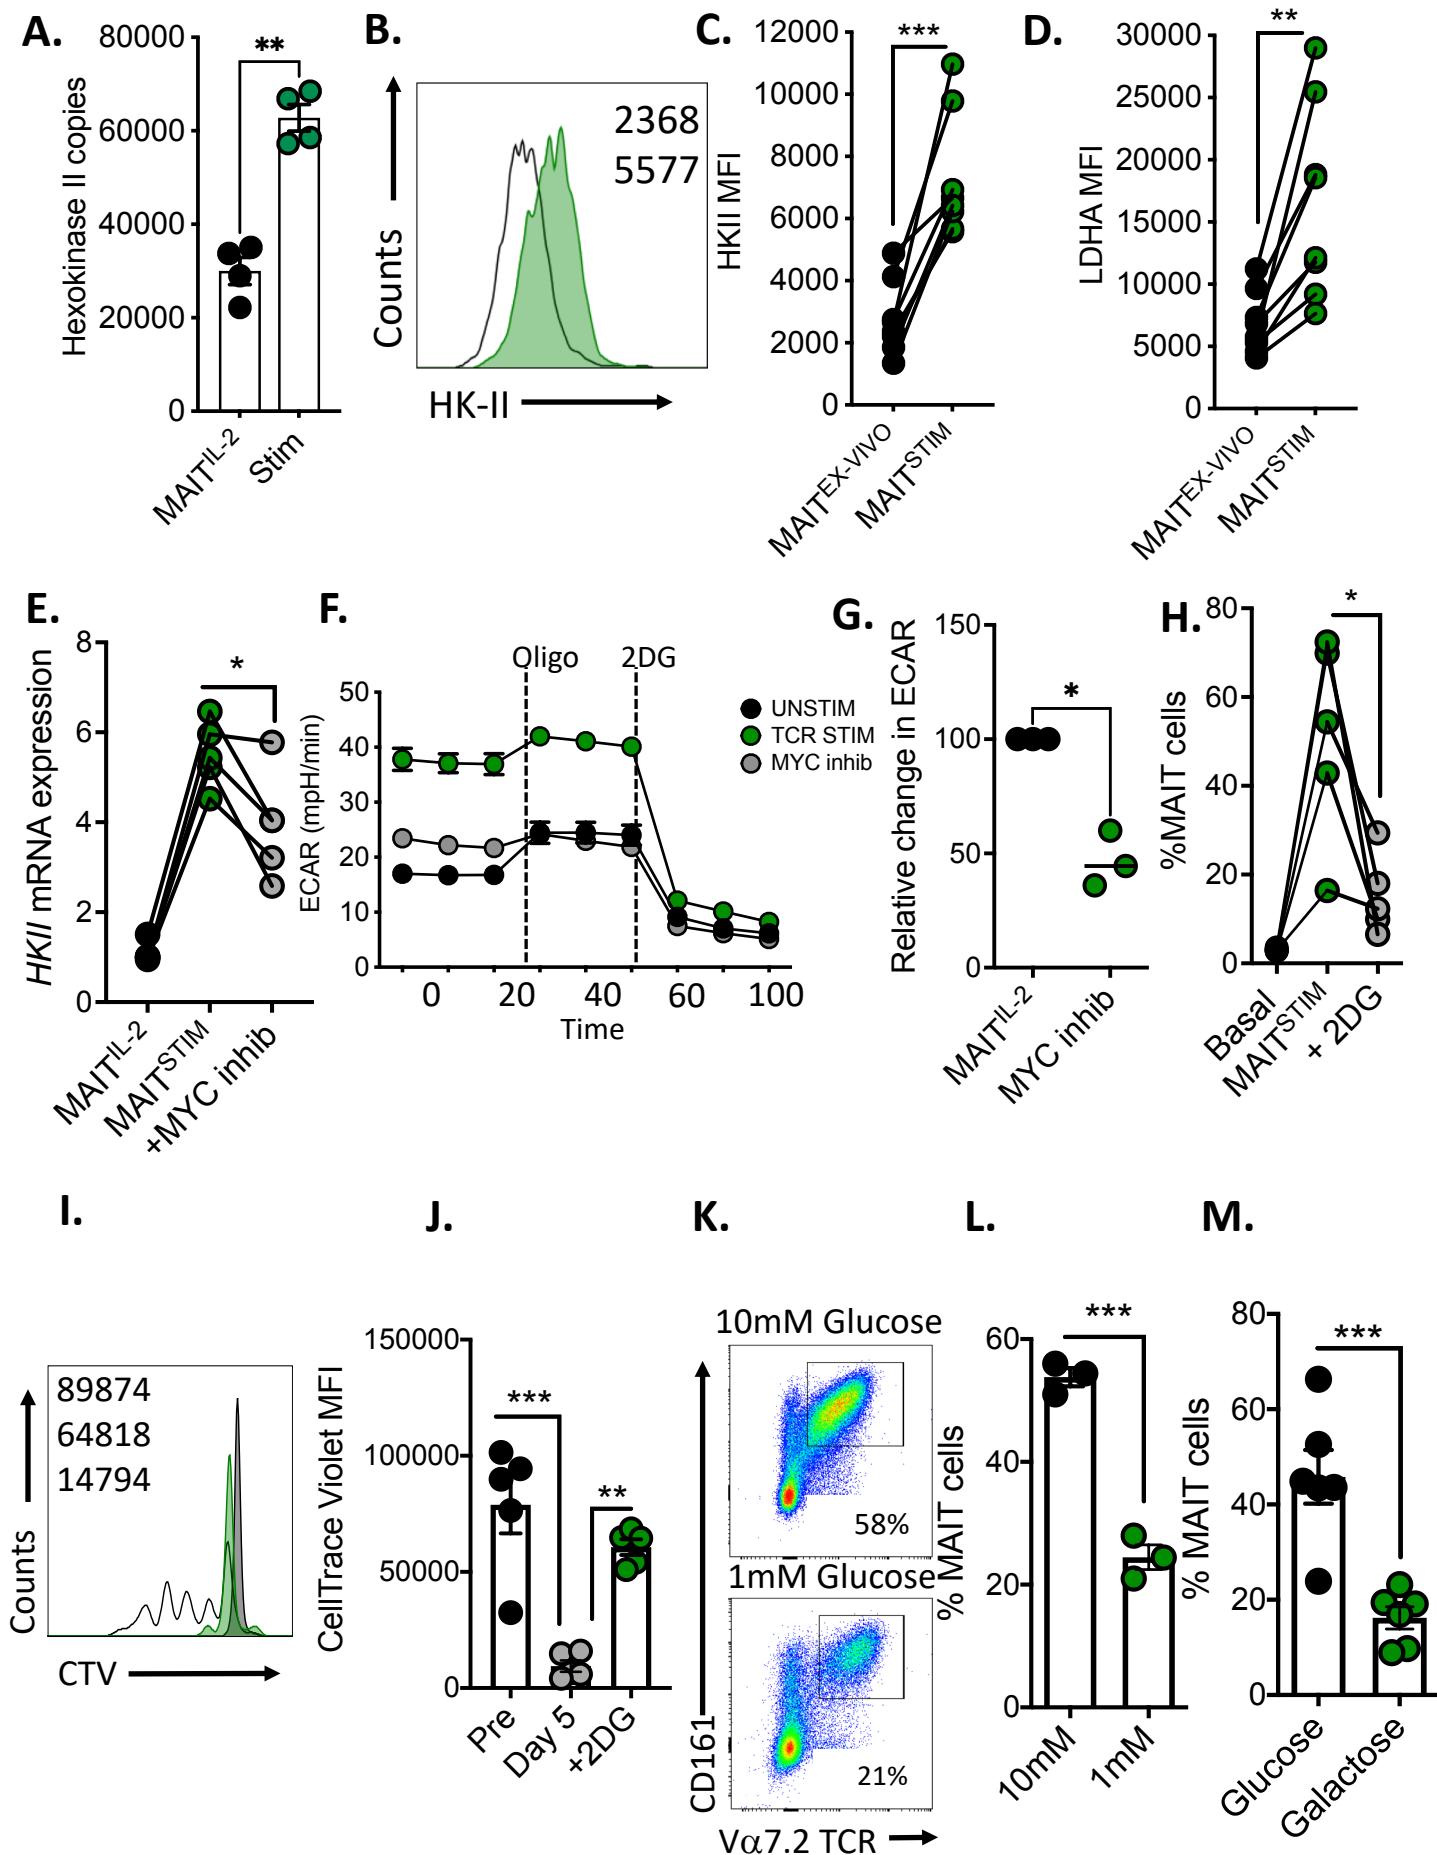 A.
Hexokinase II copies
80000
60000
40000
20000
0
**
MAIT^IL-2
Stim
B.
Counts
2368
5577
HK-II
C.
HKII MFI
12000
10000
8000
6000
4000
2000
0
***
MAIT^EX-VIVO
MAIT^STIM
D.
LDHA MFI
30000
25000
20000
15000
10000
5000
0
**
MAIT^EX-VIVO
MAIT^STIM
E.
HKII mRNA expression
8
6
4
2
0
*
MAIT^IL-2
MAIT^STIM
+MYC inhib
F.
ECAR (mpH/min)
50
40
30
20
10
0
Oligo
2DG
0 20 40 60 100
Time
UNSTIM
TCR STIM
MYC inhib
G.
Relative change in ECAR
150
100
50
0
*
MAIT^IL-2
MYC inhib
H.
%MAIT cells
80
60
40
20
0
*
Basal
MAIT^STIM
+ 2DG
I.
Counts
89874
64818
14794
CTV
J.
CellTrace Violet MFI
150000
100000
50000
0
***
**
Pre
Day 5
+2DG
K.
10mM Glucose
58%
1mM Glucose
21%
CD161
Vα7.2 TCR
L.
% MAIT cells
60
40
20
0
***
10mM
1mM
M.
% MAIT cells
80
60
40
20
0
***
Glucose
Galactose